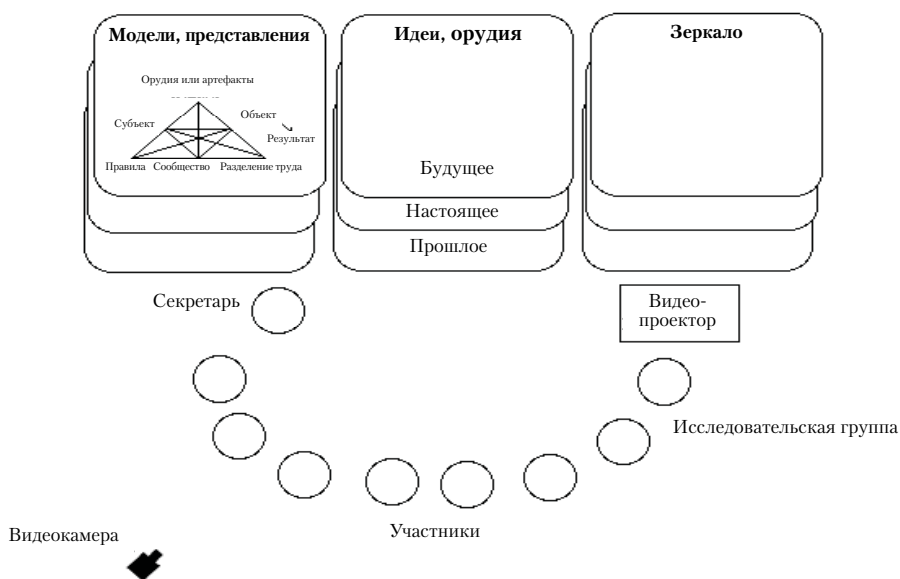 Модели, представления
Идеи, орудия
Зеркало
Орудия или артефакты
Субъект
Объект
Результат
Правила Сообщество Разделение труда
Будущее
Настоящее
Прошлое
Секретарь
Видео-
проектор
Исследовательская группа
Участники
Видеокамера